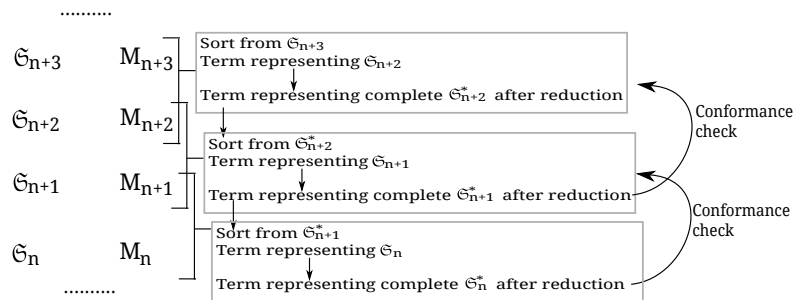 ..........
𝔖n+3 Mn+3
Sort from 𝔖n+3
Term representing 𝔖n+2
Term representing complete 𝔖*n+2 after reduction
𝔖n+2 Mn+2
Conformance
check
Sort from 𝔖*n+2
Term representing 𝔖n+1
Term representing complete 𝔖*n+1 after reduction
𝔖n+1 Mn+1
Conformance
check
Sort from 𝔖*n+1
Term representing 𝔖n
Term representing complete 𝔖*n after reduction
𝔖n Mn
..........